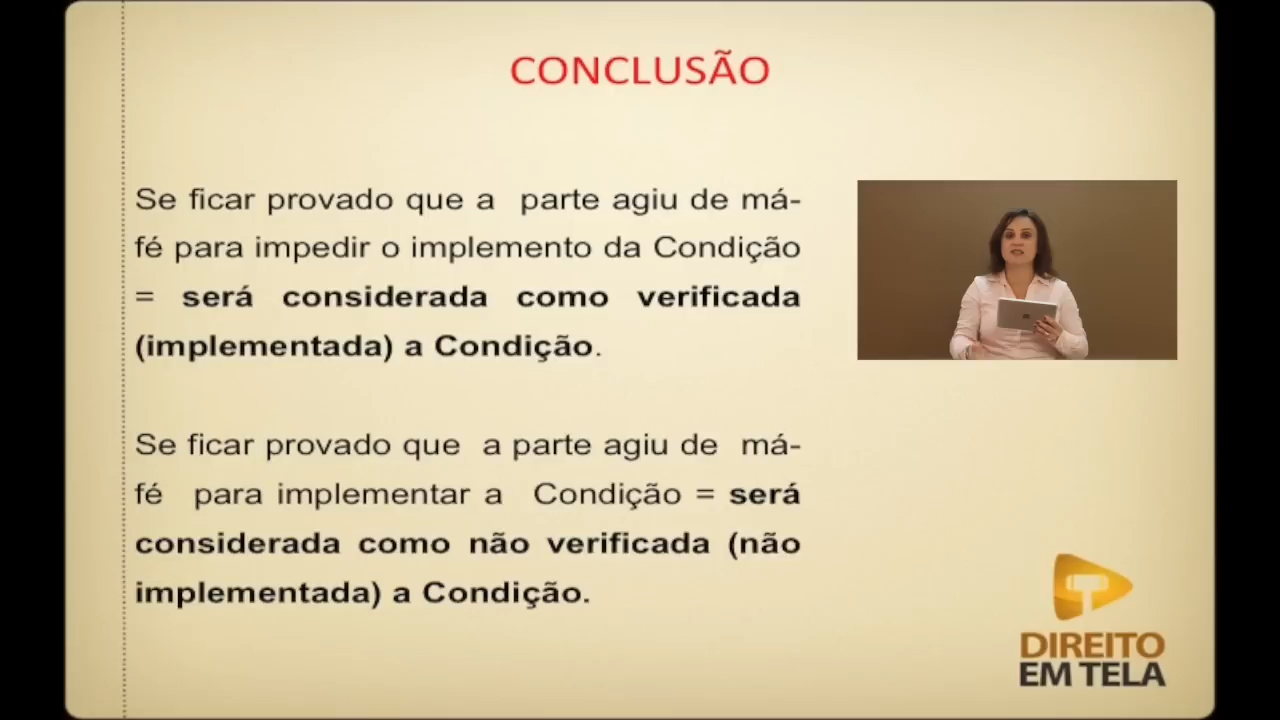 CONCLUSÃO
Se ficar provado que a parte agiu de má-
fé para impedir o implemento da Condição
= será considerada como verificada
(implementada) a Condição.
Se ficar provado que a parte agiu de má-
fé para implementar a Condição = será
considerada como não verificada (não
implementada) a Condição.
DIREITO
EM TELA